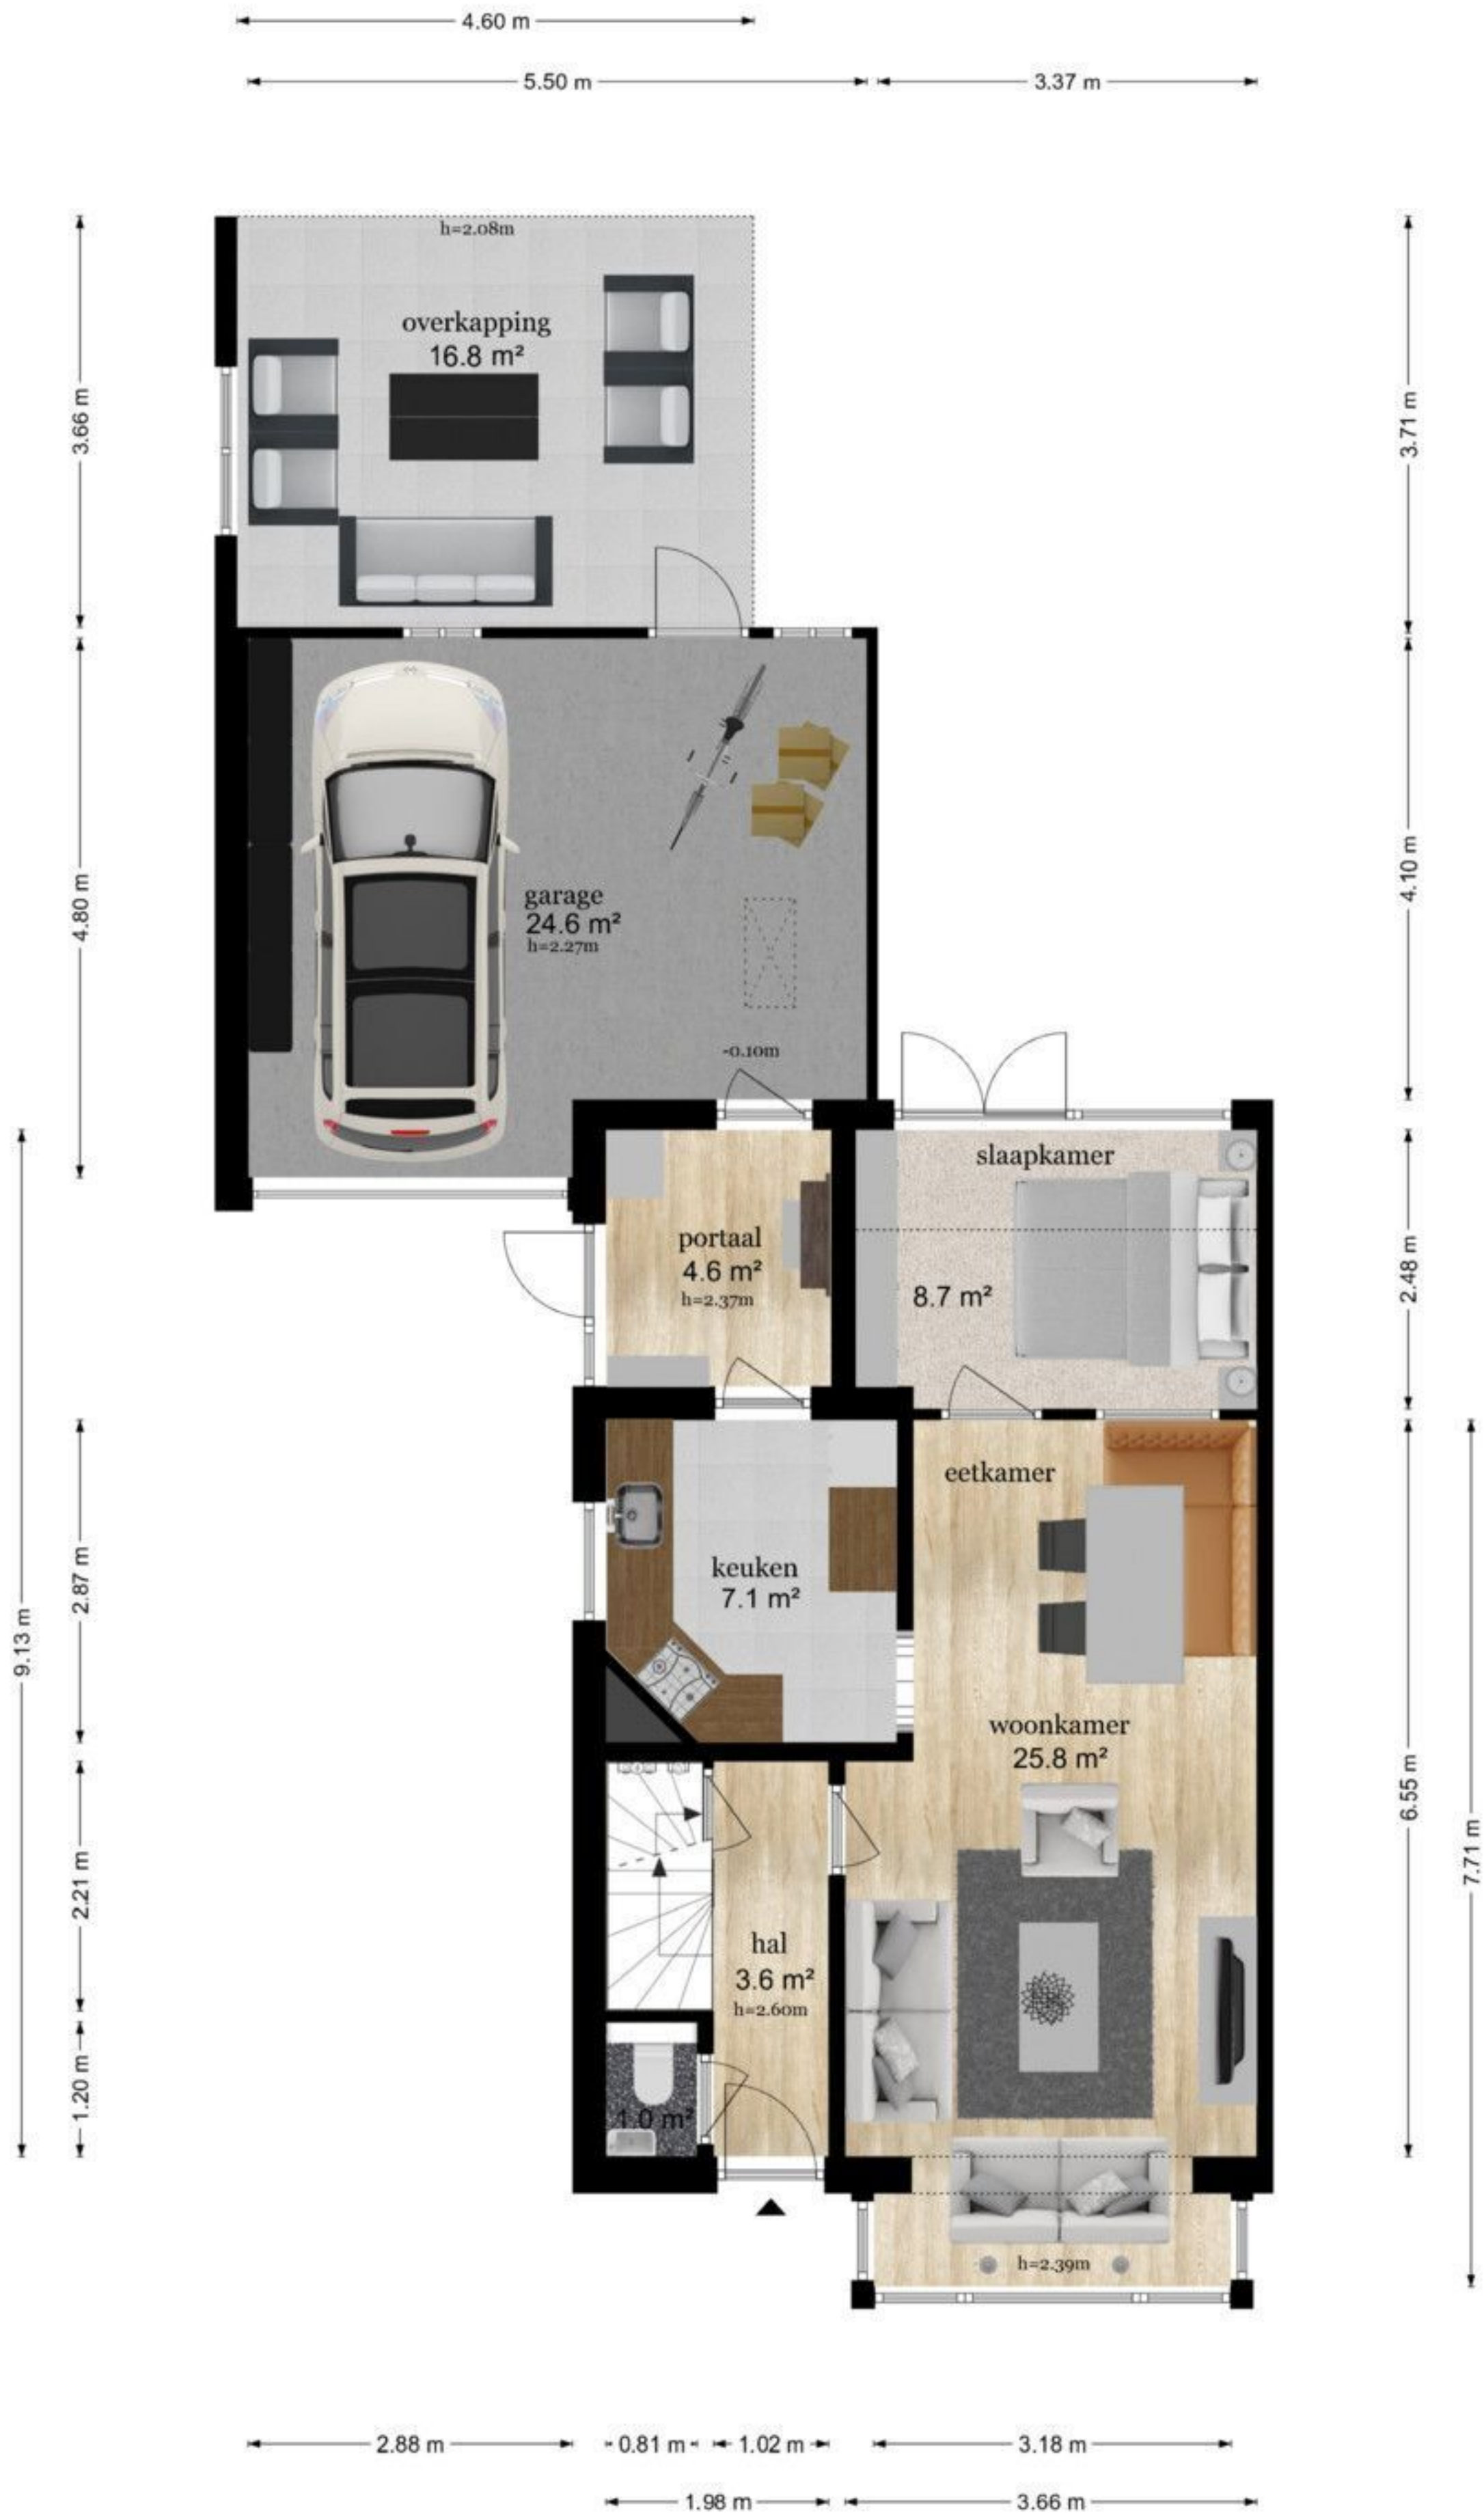 4.60 m
5.50 m
3.37 m
h=2.08m
overkapping
16.8 m²
3.66 m
3.71 m
garage
24.6 m²
h=2.27m
4.80 m
4.10 m
-0.10m
slaapkamer
portaal
4.6 m²
h=2.37m
8.7 m²
2.48 m
eetkamer
keuken
7.1 m²
2.87 m
9.13 m
woonkamer
25.8 m²
6.55 m
7.71 m
2.21 m
hal
3.6 m²
h=2.60m
1.20 m
1.0 m²
h=2.39m
2.88 m
0.81 m
1.02 m
3.18 m
1.98 m
3.66 m